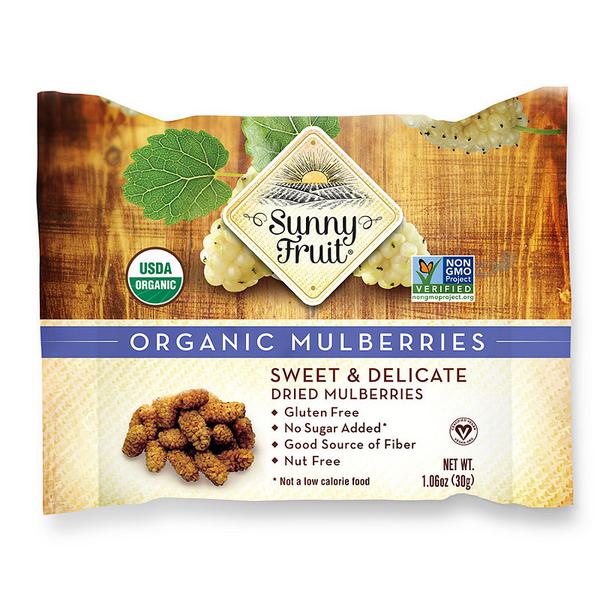 Sunny
Fruit®
USDA
ORGANIC
NON
GMO
Project
VERIFIED
nongmoproject.org
ORGANIC MULBERRIES
SWEET & DELICATE
DRIED MULBERRIES
◆ Gluten Free
◆ No Sugar Added*
◆ Good Source of Fiber
◆ Nut Free
* Not a low calorie food
NET WT.
1.06oz (30g)